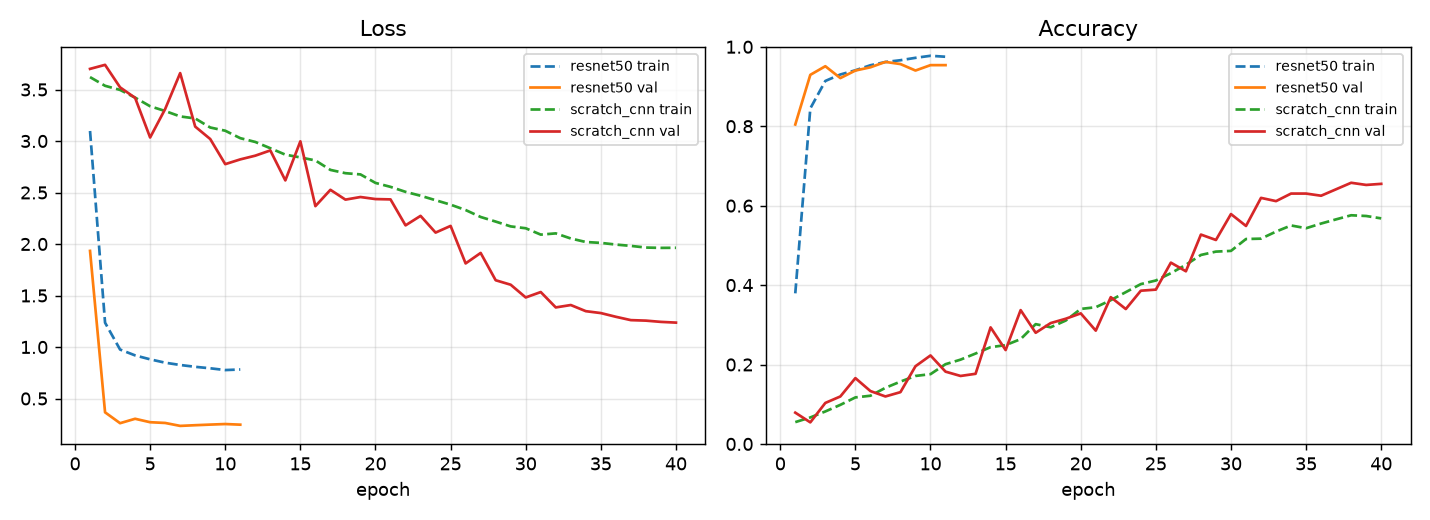 Loss
3.5
3.0
2.5
2.0
1.5
1.0
0.5
0
5
10
15
20
25
30
35
40
epoch
resnet50 train
resnet50 val
scratch_cnn train
scratch_cnn val
Accuracy
1.0
0.8
0.6
0.4
0.2
0.0
0
5
10
15
20
25
30
35
40
epoch
resnet50 train
resnet50 val
scratch_cnn train
scratch_cnn val